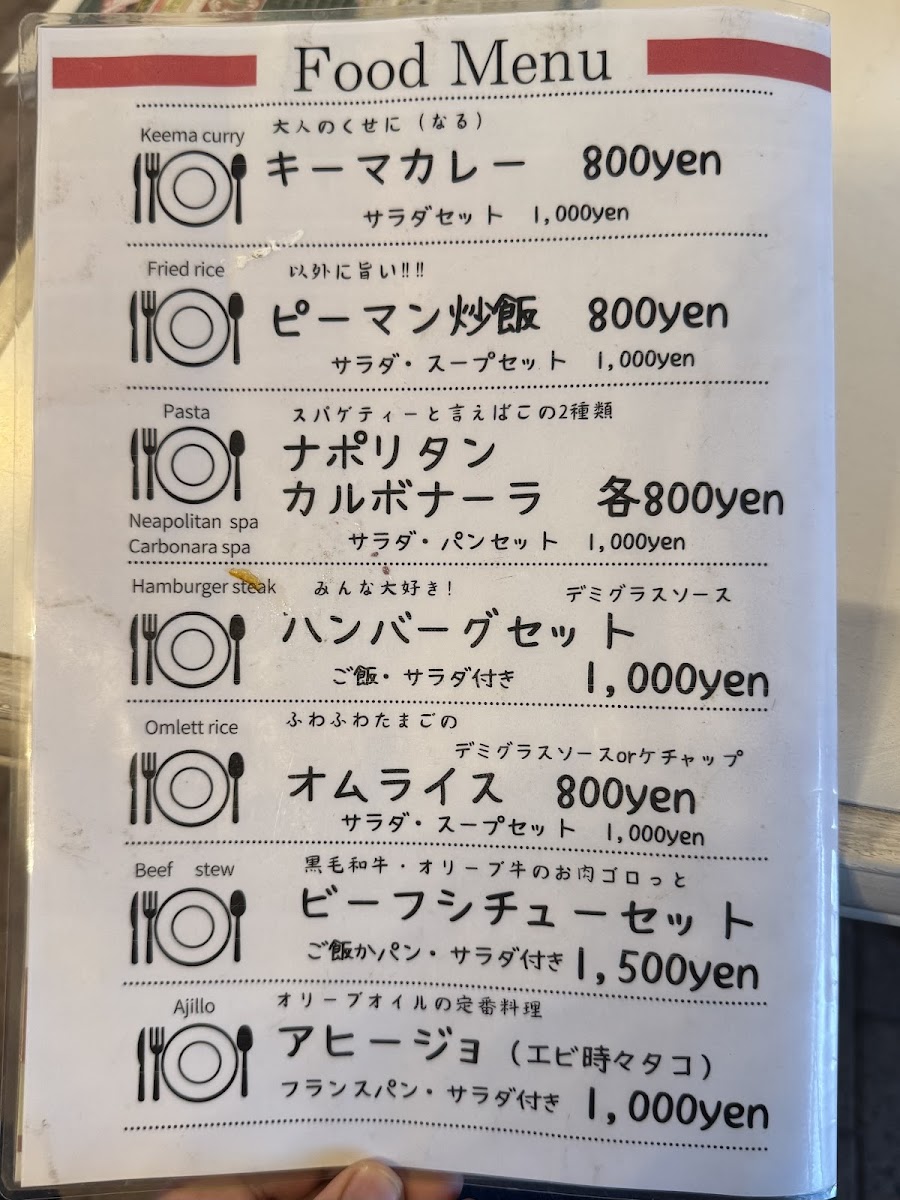 Food Menu
Keema curry
大人のくせに（なる）
キーマカレー 800yen
サラダセット 1,000yen
Fried rice
以外に旨い!!!!
ピーマン炒飯 800yen
サラダ・スープセット 1,000yen
Pasta
スパゲティーと言えばこの2種類
ナポリタン
カルボナーラ 各800yen
Neapolitan spa
Carbonara spa
サラダ・パンセット 1,000yen
Hamburger steak
みんな大好き! デミグラスソース
ハンバーグセット
ご飯・サラダ付き 1,000yen
Omlett rice
ふわふわたまごの
デミグラスソースorケチャップ
オムライス 800yen
サラダ・スープセット 1,000yen
Beef stew
黒毛和牛・オリーブ牛のお肉ゴロっと
ビーフシチューセット
ご飯かパン・サラダ付き 1,500yen
Ajillo
オリーブオイルの定番料理
アヒージョ（エビ時々タコ）
フランスパン・サラダ付き 1,000yen